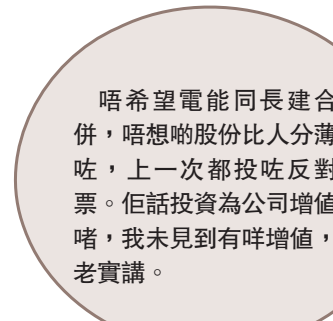 唔希望電能同長建合
併，唔想啲股份比人分薄
咗，上一次都投咗反對
票。佢話投資為公司增值
啫，我未見到有咩增值，
老實講。